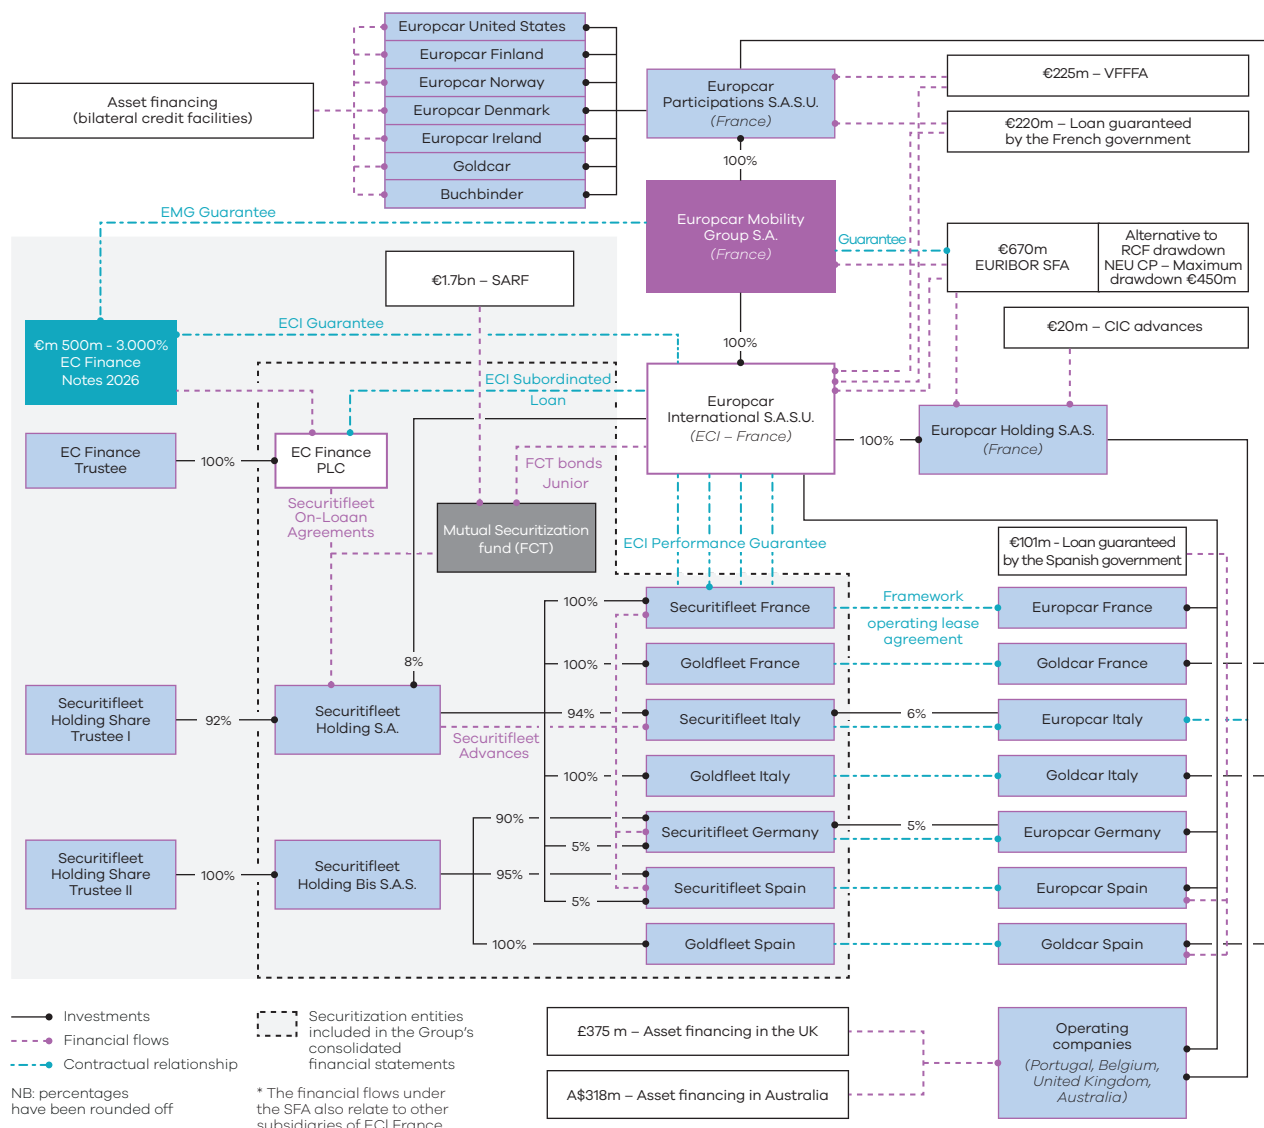 Europcar United States
Europcar Finland
Europcar Norway
Europcar Denmark
Europcar Ireland
Goldcar
Buchbinder
Asset financing
(bilateral credit facilities)
Europcar
Participations S.A.S.U.
(France)
€225m – VFFFA
€220m – Loan guaranteed
by the French government
100%
EMG Guarantee
Europcar Mobility
Group S.A.
(France)
Guarantee
€670m
EURIBOR SFA
Alternative to
RCF drawdown
NEU CP – Maximum
drawdown €450m
€1.7bn – SARF
€20m – CIC advances
ECI Guarantee
€m 500m - 3.000%
EC Finance
Notes 2026
100%
ECI Subordinated
Loan
Europcar
International S.A.S.U.
(ECI – France)
100%
Europcar Holding S.A.S.
(France)
EC Finance
Trustee
100%
EC Finance
PLC
FCT bonds
Junior
Securitifleet
On-Loaan
Agreements
Mutual Securitization
fund (FCT)
ECI Performance Guarantee
€101m - Loan guaranteed
by the Spanish government
100%
Securitifleet France
Framework
operating lease
agreement
Europcar France
8%
100%
Goldfleet France
Goldcar France
Securitifleet
Holding Share
Trustee I
92%
Securitifleet
Holding S.A.
Securitifleet
Advances
94%
Securitifleet Italy
6%
Europcar Italy
100%
Goldfleet Italy
Goldcar Italy
90%
5%
Securitifleet Germany
5%
Europcar Germany
Securitifleet
Holding Share
Trustee II
100%
Securitifleet
Holding Bis S.A.S.
95%
5%
Securitifleet Spain
Europcar Spain
100%
Goldfleet Spain
Goldcar Spain
Investments
Financial flows
Contractual relationship
NB: percentages
have been rounded off
Securitization entities
included in the Group's
consolidated
financial statements
* The financial flows under
the SFA also relate to other
subsidiaries of ECI France
£375 m – Asset financing in the UK
A$318m – Asset financing in Australia
Operating
companies
(Portugal, Belgium,
United Kingdom,
Australia)